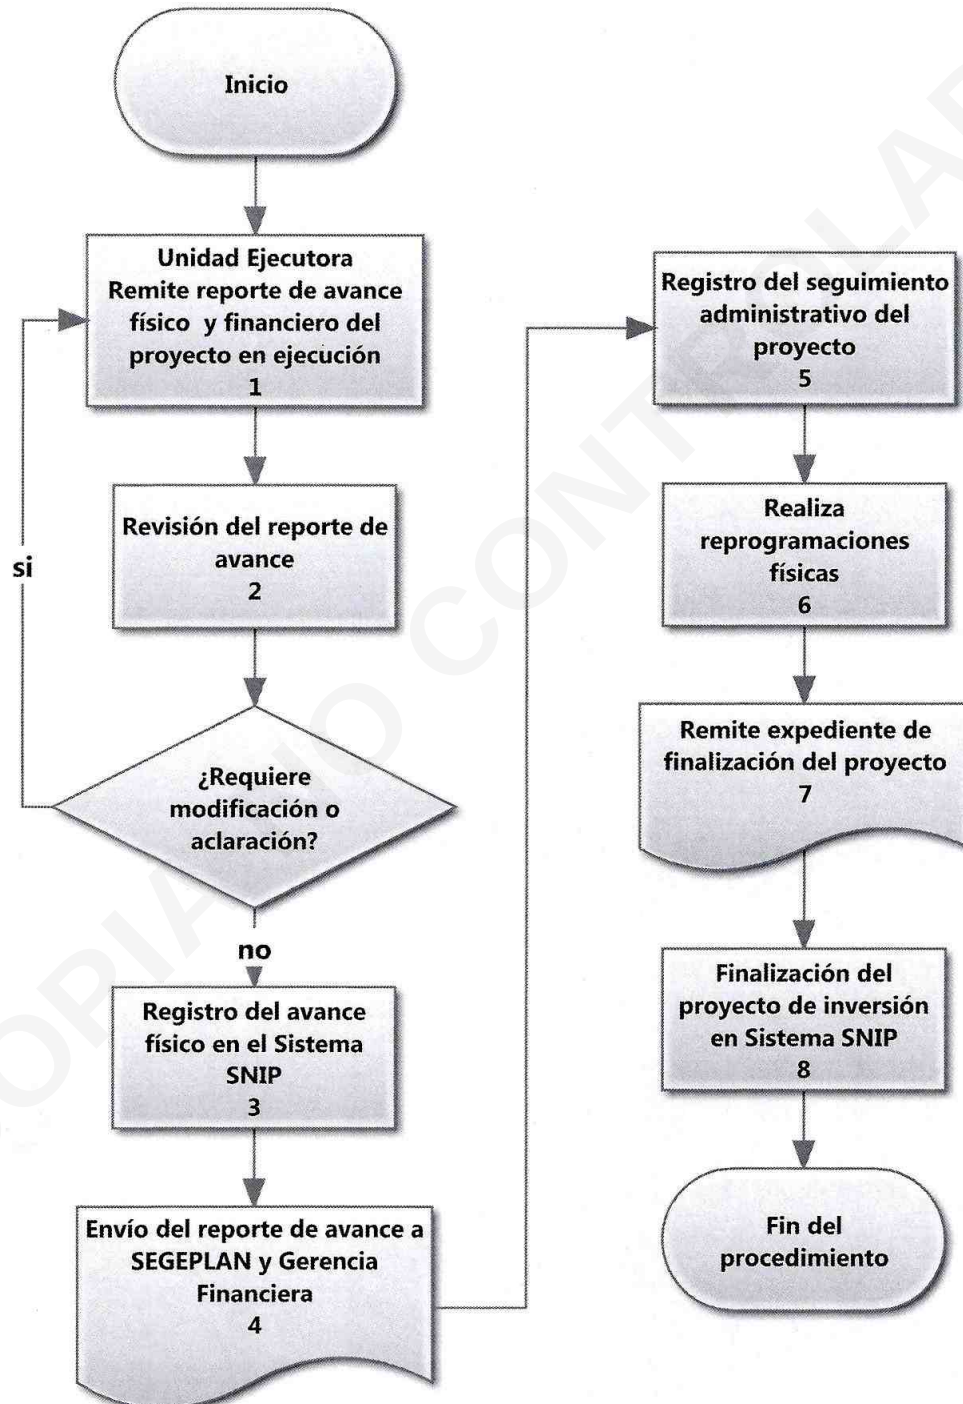 Inicio
Unidad Ejecutora
Remite reporte de avance
físico y financiero del
proyecto en ejecución
1
Revisión del reporte de
avance
2
si
¿Requiere
modificación o
aclaración?
no
Registro del avance
físico en el Sistema
SNIP
3
Envío del reporte de avance a
SEGEPLAN y Gerencia
Financiera
4
Registro del seguimiento
administrativo del
proyecto
5
Realiza
reprogramaciones
físicas
6
Remite expediente de
finalización del proyecto
7
Finalización del
proyecto de inversión
en Sistema SNIP
8
Fin del
procedimiento